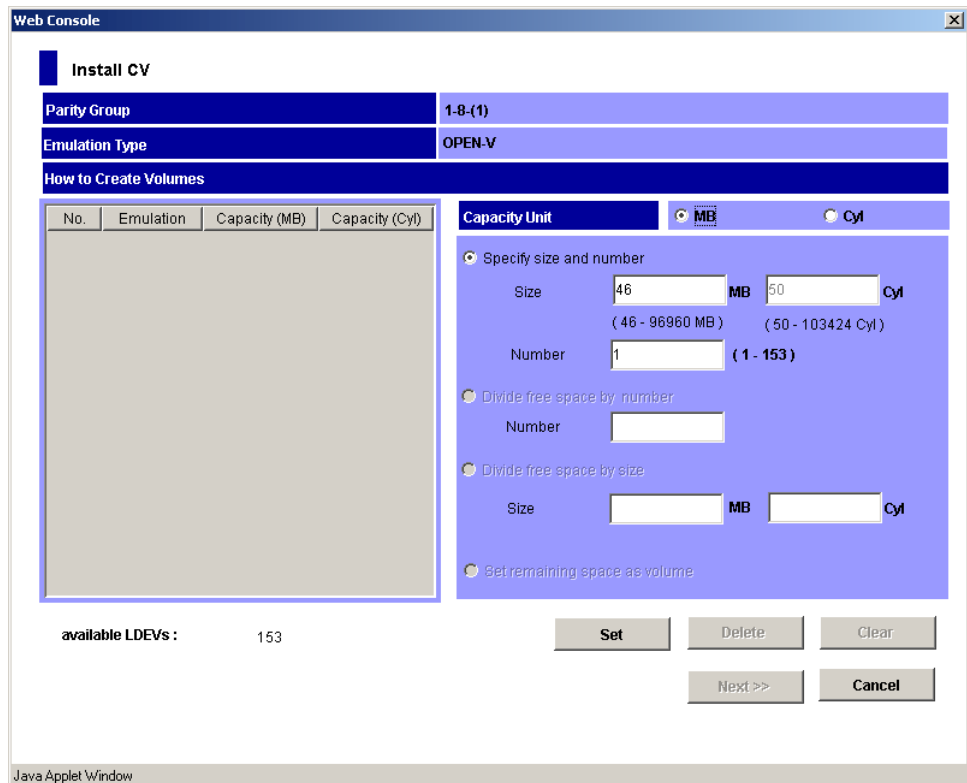 Web Console
Install CV
Parity Group 1-8-(1)
Emulation Type OPEN-V
How to Create Volumes
No. Emulation Capacity (MB) Capacity (Cyl)
Capacity Unit MB Cyl
Specify size and number
Size 46 MB 50 Cyl
( 46 - 96960 MB ) ( 50 - 103424 Cyl )
Number 1 ( 1 - 153 )
Divide free space by number
Number
Divide free space by size
Size MB Cyl
Set remaining space as volume
available LDEVs : 153
Set Delete Clear
Next >> Cancel
Java Applet Window